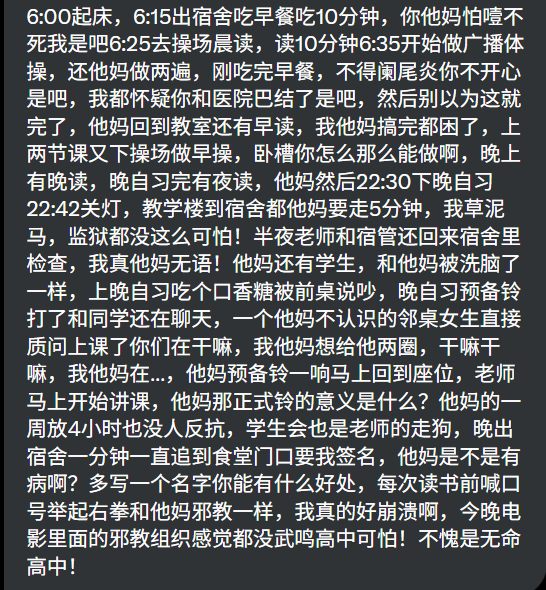 6:00起床，6:15出宿舍吃早餐吃10分钟，你他妈怕噎不
死我是吧6:25去操场晨读，读10分钟6:35开始做广播体
操，还他妈做两遍，刚吃完早餐，不得阑尾炎你不开心
是吧，我都怀疑你和医院巴结了是吧，然后别以为这就
完了，他妈回到教室还有早读，我他妈搞完都困了，上
两节课又下操场做早操，卧槽你怎么那么能做啊，晚上
有晚读，晚自习完有夜读，他妈然后22:30下晚自习
22:42关灯，教学楼到宿舍都他妈要走5分钟，我草泥
马，监狱都没这么可怕！半夜老师和宿管还回来宿舍里
检查，我真他妈无语！他妈还有学生，和他妈被洗脑了
一样，上晚自习吃个口香糖被前桌说吵，晚自习预备铃
打了和同学还在聊天，一个他妈不认识的邻桌女生直接
质问上课了你们在干嘛，我他妈想给他两圈，干嘛干
嘛，我他妈在...，他妈预备铃一响马上回到座位，老师
马上开始讲课，他妈那正式铃的意义是什么？他妈的一
周放4小时也没人反抗，学生会也是老师的走狗，晚出
宿舍一分钟一直追到食堂门口要我签名，他妈是不是有
病啊？多写一个名字你能有什么好处，每次读书前喊口
号举起右拳和他妈邪教一样，我真的好崩溃啊，今晚电
影里面的邪教组织感觉都没武鸣高中可怕！不愧是无命
高中！